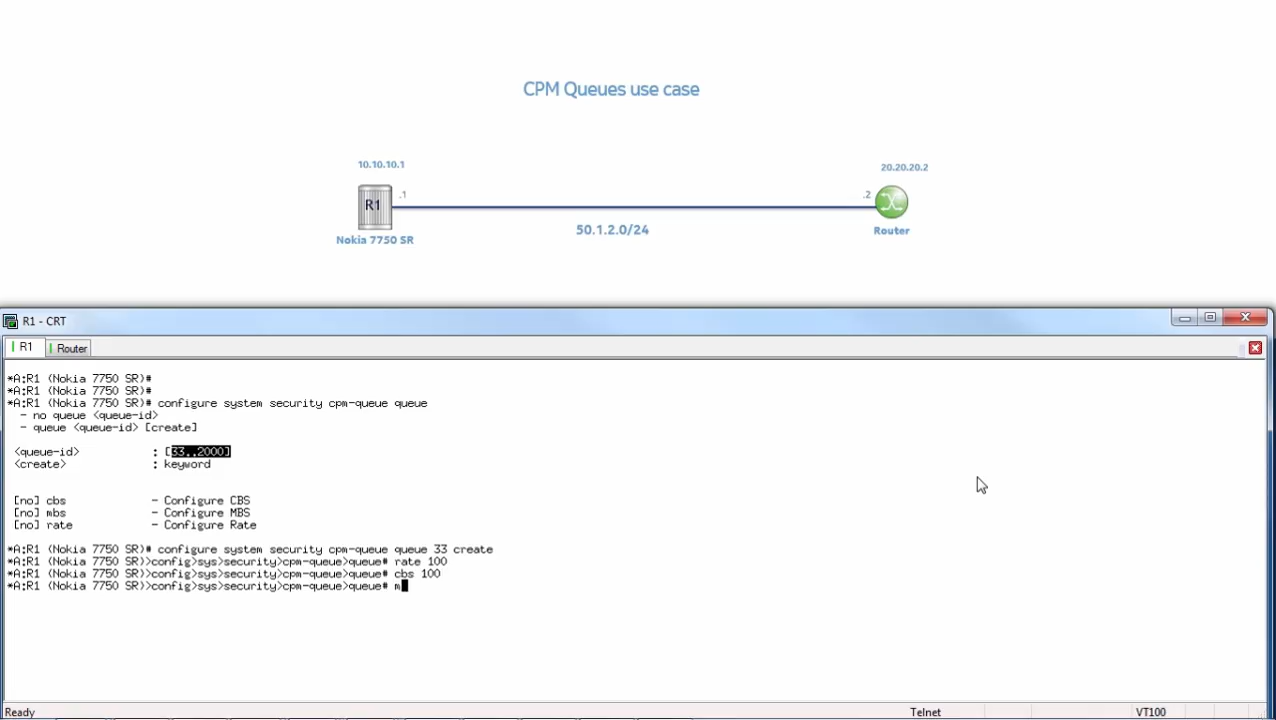 CPM Queues use case
10.10.10.1
20.20.20.2
R1
.1
.2
50.1.2.0/24
Nokia 7750 SR
Router
R1 - CRT
R1
Router
*A:R1 (Nokia 7750 SR)#
*A:R1 (Nokia 7750 SR)#
*A:R1 (Nokia 7750 SR)# configure system security cpm-queue queue
- no queue <queue-id>
- queue <queue-id> [create]
<queue-id> : [33..2000]
<create> : keyword
[no] cbs - Configure CBS
[no] mbs - Configure MBS
[no] rate - Configure Rate
*A:R1 (Nokia 7750 SR)# configure system security cpm-queue queue 33 create
*A:R1 (Nokia 7750 SR)>config>sys>security>cpm-queue>queue# rate 100
*A:R1 (Nokia 7750 SR)>config>sys>security>cpm-queue>queue# cbs 100
*A:R1 (Nokia 7750 SR)>config>sys>security>cpm-queue>queue# m
Ready
Telnet
VT100